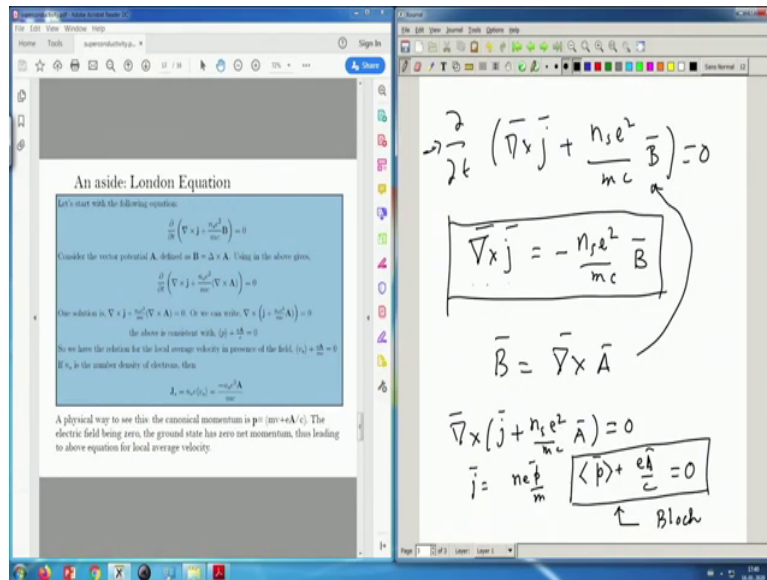 superconductivity.pdf - Adobe Acrobat Reader DC
File Edit View Window Help
Home Tools superconductivity.p... × Sign In
Share
An aside: London Equation
Let's start with the following equation:
∂/∂t (∇ × j + nₛe²/mc B) = 0
Consider the vector potential A, defined as B = Δ × A. Using in the above gives,
∂/∂t (∇ × j + nₛe²/mc (∇ × A)) = 0
One solution is, ∇ × j + nₛe²/mc (∇ × A) = 0. Or we can write, ∇ × (j + nₛe²/mc A) = 0
the above is consistent with, ⟨p⟩ + eA/c = 0
So we have the relation for the local average velocity in presence of the field, ⟨vₛ⟩ + eA/mc = 0
If nₛ is the number density of electrons, then
Jₛ = nₛe⟨vₛ⟩ = −nₛe²A/mc
A physical way to see this: the canonical momentum is p= (mv+eA/c). The
electric field being zero, the ground state has zero net momentum, thus leading
to above equation for local average velocity.
Journal
File Edit View Journal Tools Options Help
Sans Normal 12
→ ∂/∂t (∇̄ × j̄ + nₛe²/mc B̄) = 0
∇̄ × j̄ = − nₛe²/mc B̄
B̄ = ∇̄ × Ā
∇̄ × (j̄ + nₛe²/mc Ā) = 0
j̄ = ne p̄/m ⟨p̄⟩ + eĀ/c = 0
Bloch
Page 3 of 3 Layer: Layer 1